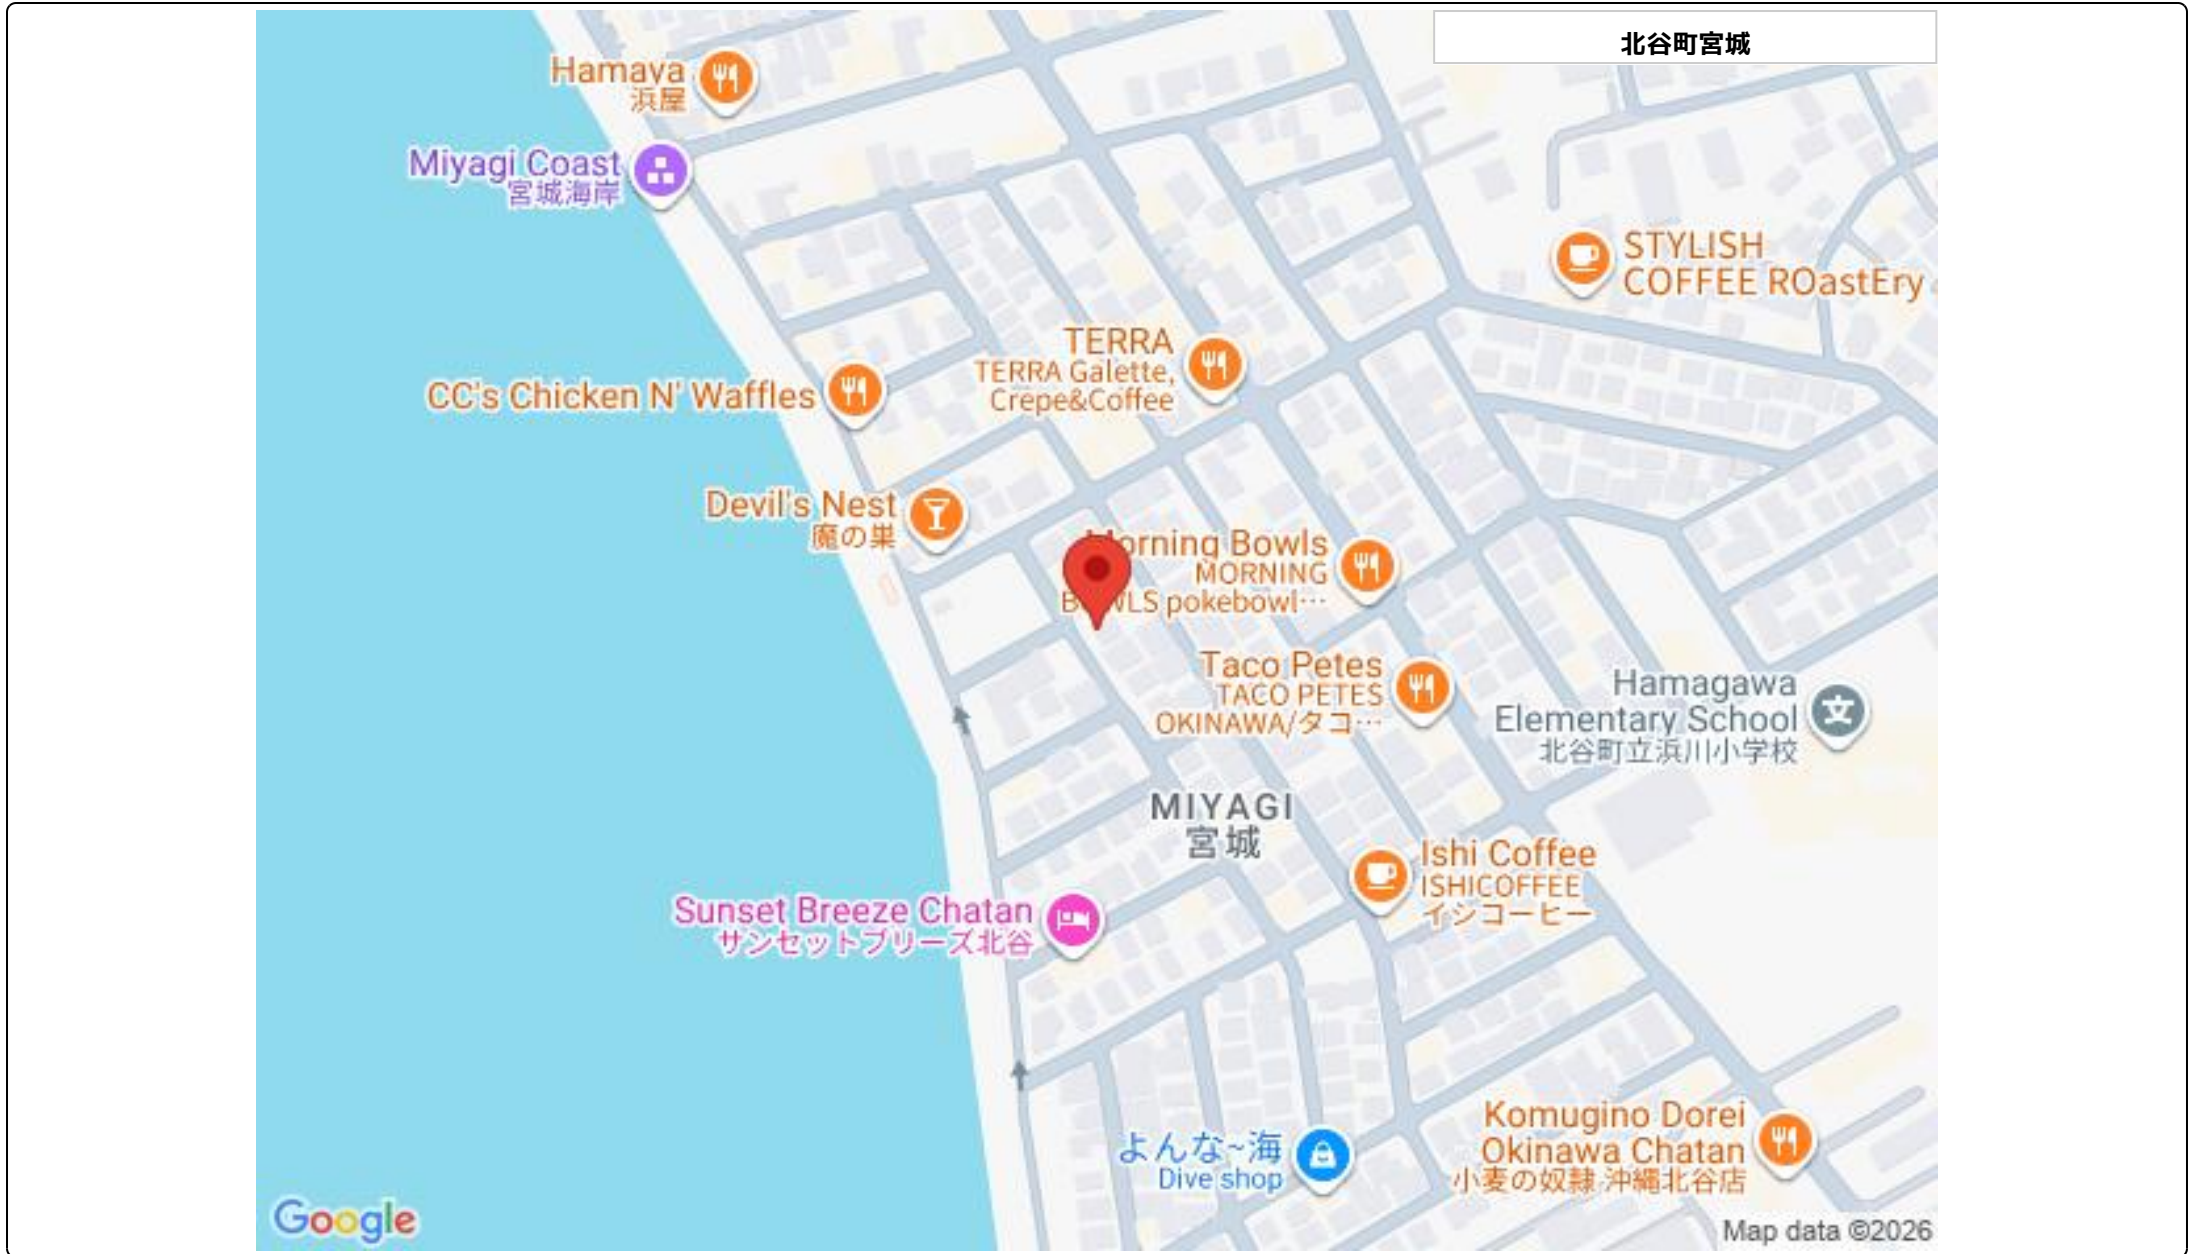 北谷町宮城
Hamaya
浜屋
Miyagi Coast
宮城海岸
STYLISH
COFFEE ROastEry
TERRA
TERRA Galette,
Crepe&Coffee
CC's Chicken N' Waffles
Devil's Nest
魔の巣
Morning Bowls
MORNING
BOWLS pokebowl…
Taco Petes
TACO PETES
OKINAWA/タコ…
Hamagawa
Elementary School
北谷町立浜川小学校
MIYAGI
宮城
Ishi Coffee
ISHICOFFEE
イシコーヒー
Sunset Breeze Chatan
サンセットブリーズ北谷
よんな~海
Dive shop
Komugino Dorei
Okinawa Chatan
小麦の奴隷 沖縄北谷店
Google
Map data ©2026